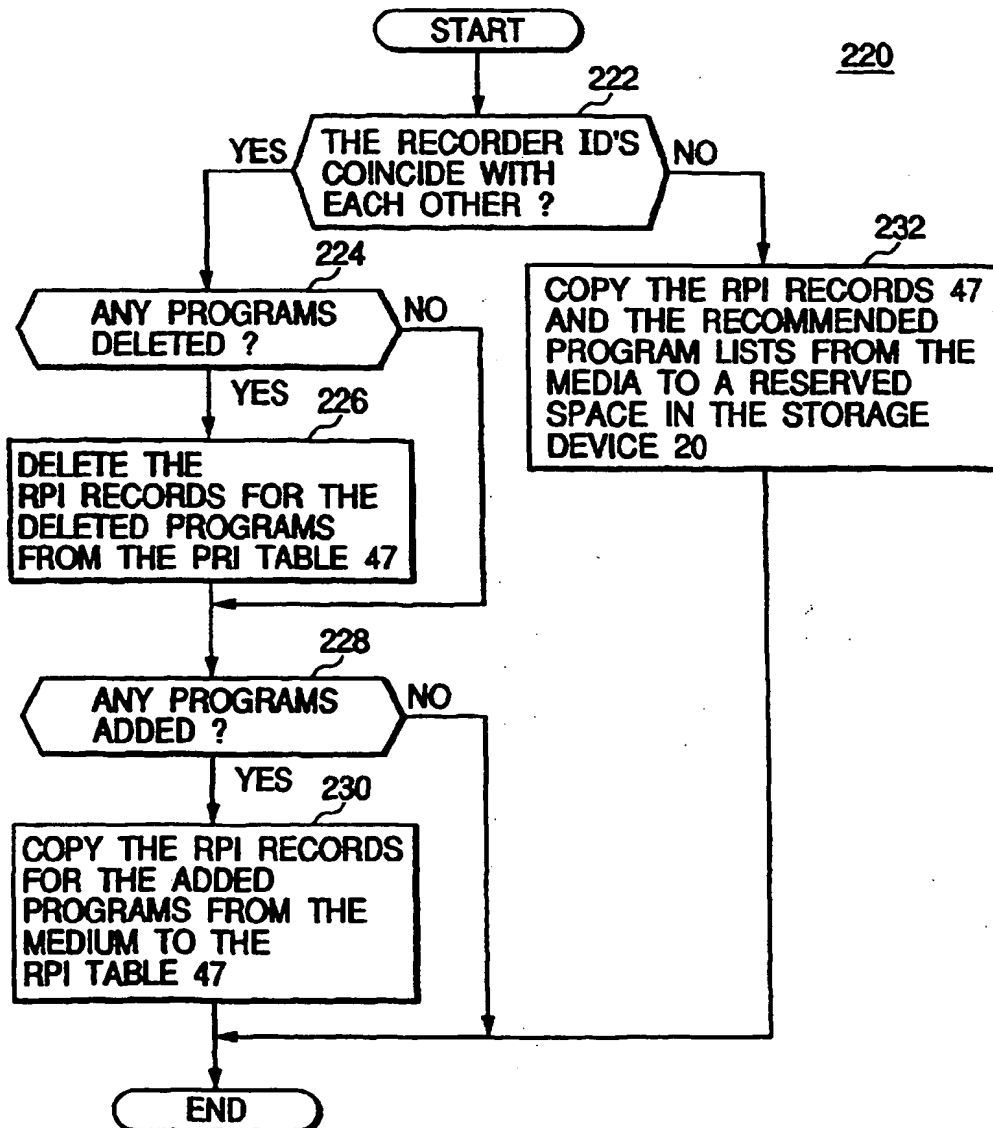 START
220
222
THE RECORDER ID'S
COINCIDE WITH
EACH OTHER ?
YES
NO
224
ANY PROGRAMS
DELETED ?
NO
YES
226
DELETE THE
RPI RECORDS FOR THE
DELETED PROGRAMS
FROM THE PRI TABLE 47
232
COPY THE RPI RECORDS 47
AND THE RECOMMENDED
PROGRAM LISTS FROM THE
MEDIA TO A RESERVED
SPACE IN THE STORAGE
DEVICE 20
228
ANY PROGRAMS
ADDED ?
NO
YES
230
COPY THE RPI RECORDS
FOR THE ADDED
PROGRAMS FROM THE
MEDIUM TO THE
RPI TABLE 47
END